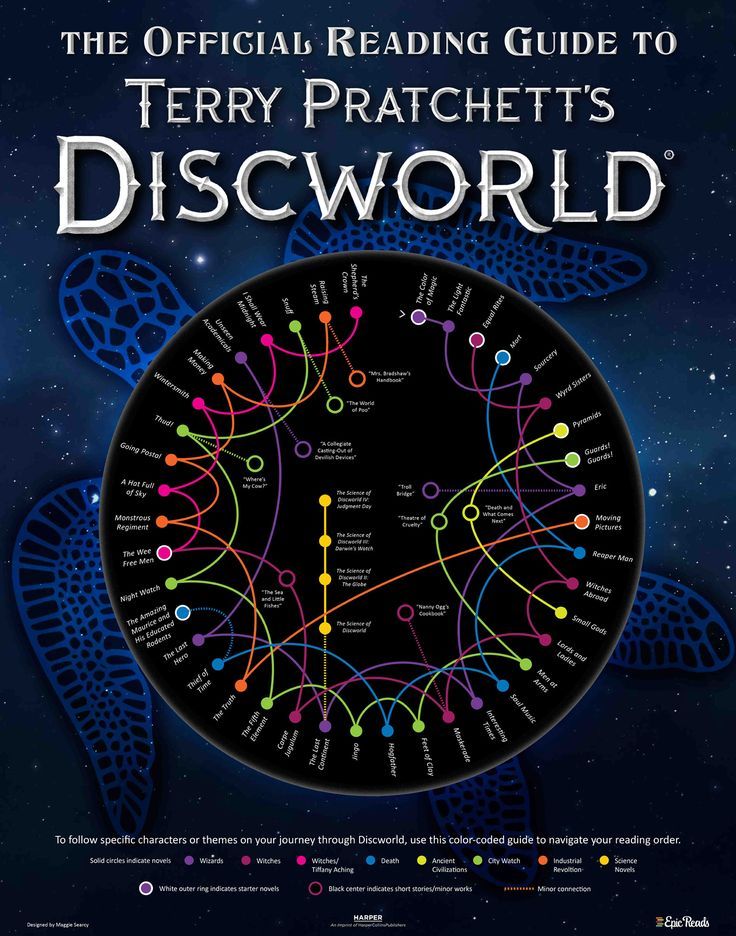 THE OFFICIAL READING GUIDE TO
TERRY PRATCHETT'S
DISCWORLD®
The Color
of Magic
The Light
Fantastic
Equal Rites
Mort
Sourcery
Wyrd Sisters
Pyramids
Guards!
Guards!
Eric
Moving
Pictures
Reaper Man
Witches
Abroad
Small Gods
Lords and
Ladies
Men at
Arms
Soul Music
Interesting
Times
Maskerade
Feet of Clay
Hogfather
Jingo
The Last
Continent
Carpe
Jugulum
The Fifth
Element
The Truth
Thief of
Time
The Last
Hero
The Amazing
Maurice and
His Educated
Rodents
Night Watch
The Wee
Free Men
Monstrous
Regiment
A Hat Full
of Sky
Going Postal
Thud!
Wintersmith
Making
Money
Unseen
Academicals
I Shall Wear
Midnight
Snuff
Raising
Steam
The
Shepherd's
Crown
"Mrs. Bradshaw's
Handbook"
"The World
of Poo"
"A Collegiate
Casting-Out of
Devilish Devices"
"Where's
My Cow?"
"Troll
Bridge"
"Theatre of
Cruelty"
"Death and
What Comes
Next"
The Science of
Discworld IV:
Judgment Day
The Science of
Discworld III:
Darwin's Watch
The Science of
Discworld II:
The Globe
The Science of
Discworld
"The Sea
and Little
Fishes"
"Nanny Ogg's
Cookbook"
To follow specific characters or themes on your journey through Discworld, use this color-coded guide to navigate your reading order.
Solid circles indicate novels
Wizards
Witches
Witches/
Tiffany Aching
Death
Ancient
Civilizations
City Watch
Industrial
Revoltion
Science
Novels
White outer ring indicates starter novels
Black center indicates short stories/minor works
Minor connection
Designed by Maggie Searcy
HARPER
An Imprint of HarperCollinsPublishers
Epic Reads